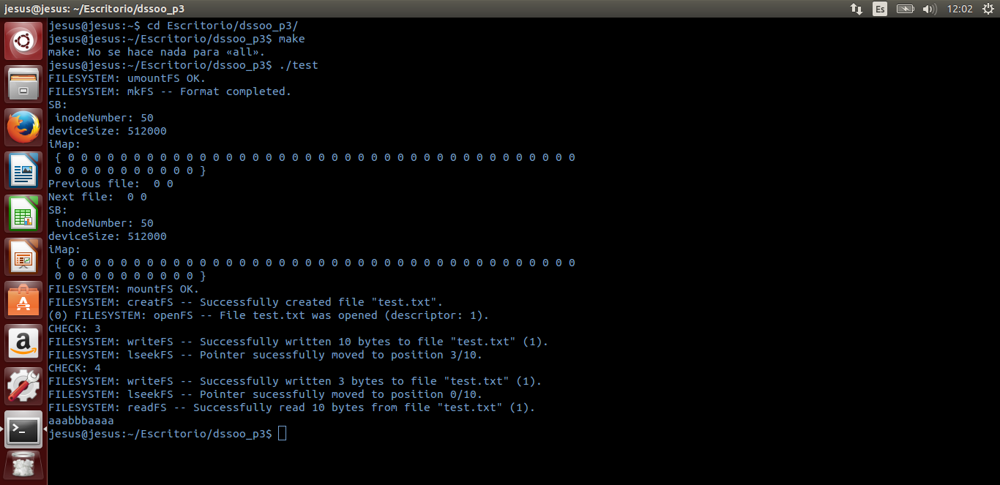 jesus@jesus: ~/Escritorio/dssoo_p3
Es
12:02
jesus@jesus:~$ cd Escritorio/dssoo_p3/
jesus@jesus:~/Escritorio/dssoo_p3$ make
make: No se hace nada para «all».
jesus@jesus:~/Escritorio/dssoo_p3$ ./test
FILESYSTEM: umountFS OK.
FILESYSTEM: mkFS -- Format completed.
SB:
 inodeNumber: 50
deviceSize: 512000
iMap:
 { 0 0 0 0 0 0 0 0 0 0 0 0 0 0 0 0 0 0 0 0 0 0 0 0 0 0 0 0 0 0 0 0 0 0 0 0 0 0 0
 0 0 0 0 0 0 0 0 0 0 0 }
Previous file:  0 0
Next file:  0 0
SB:
 inodeNumber: 50
deviceSize: 512000
iMap:
 { 0 0 0 0 0 0 0 0 0 0 0 0 0 0 0 0 0 0 0 0 0 0 0 0 0 0 0 0 0 0 0 0 0 0 0 0 0 0 0
 0 0 0 0 0 0 0 0 0 0 0 }
FILESYSTEM: mountFS OK.
FILESYSTEM: creatFS -- Successfully created file "test.txt".
(0) FILESYSTEM: openFS -- File test.txt was opened (descriptor: 1).
CHECK: 3
FILESYSTEM: writeFS -- Successfully written 10 bytes to file "test.txt" (1).
FILESYSTEM: lseekFS -- Pointer sucessfully moved to position 3/10.
CHECK: 4
FILESYSTEM: writeFS -- Successfully written 3 bytes to file "test.txt" (1).
FILESYSTEM: lseekFS -- Pointer sucessfully moved to position 0/10.
FILESYSTEM: readFS -- Successfully read 10 bytes from file "test.txt" (1).
aaabbbaaaa
jesus@jesus:~/Escritorio/dssoo_p3$